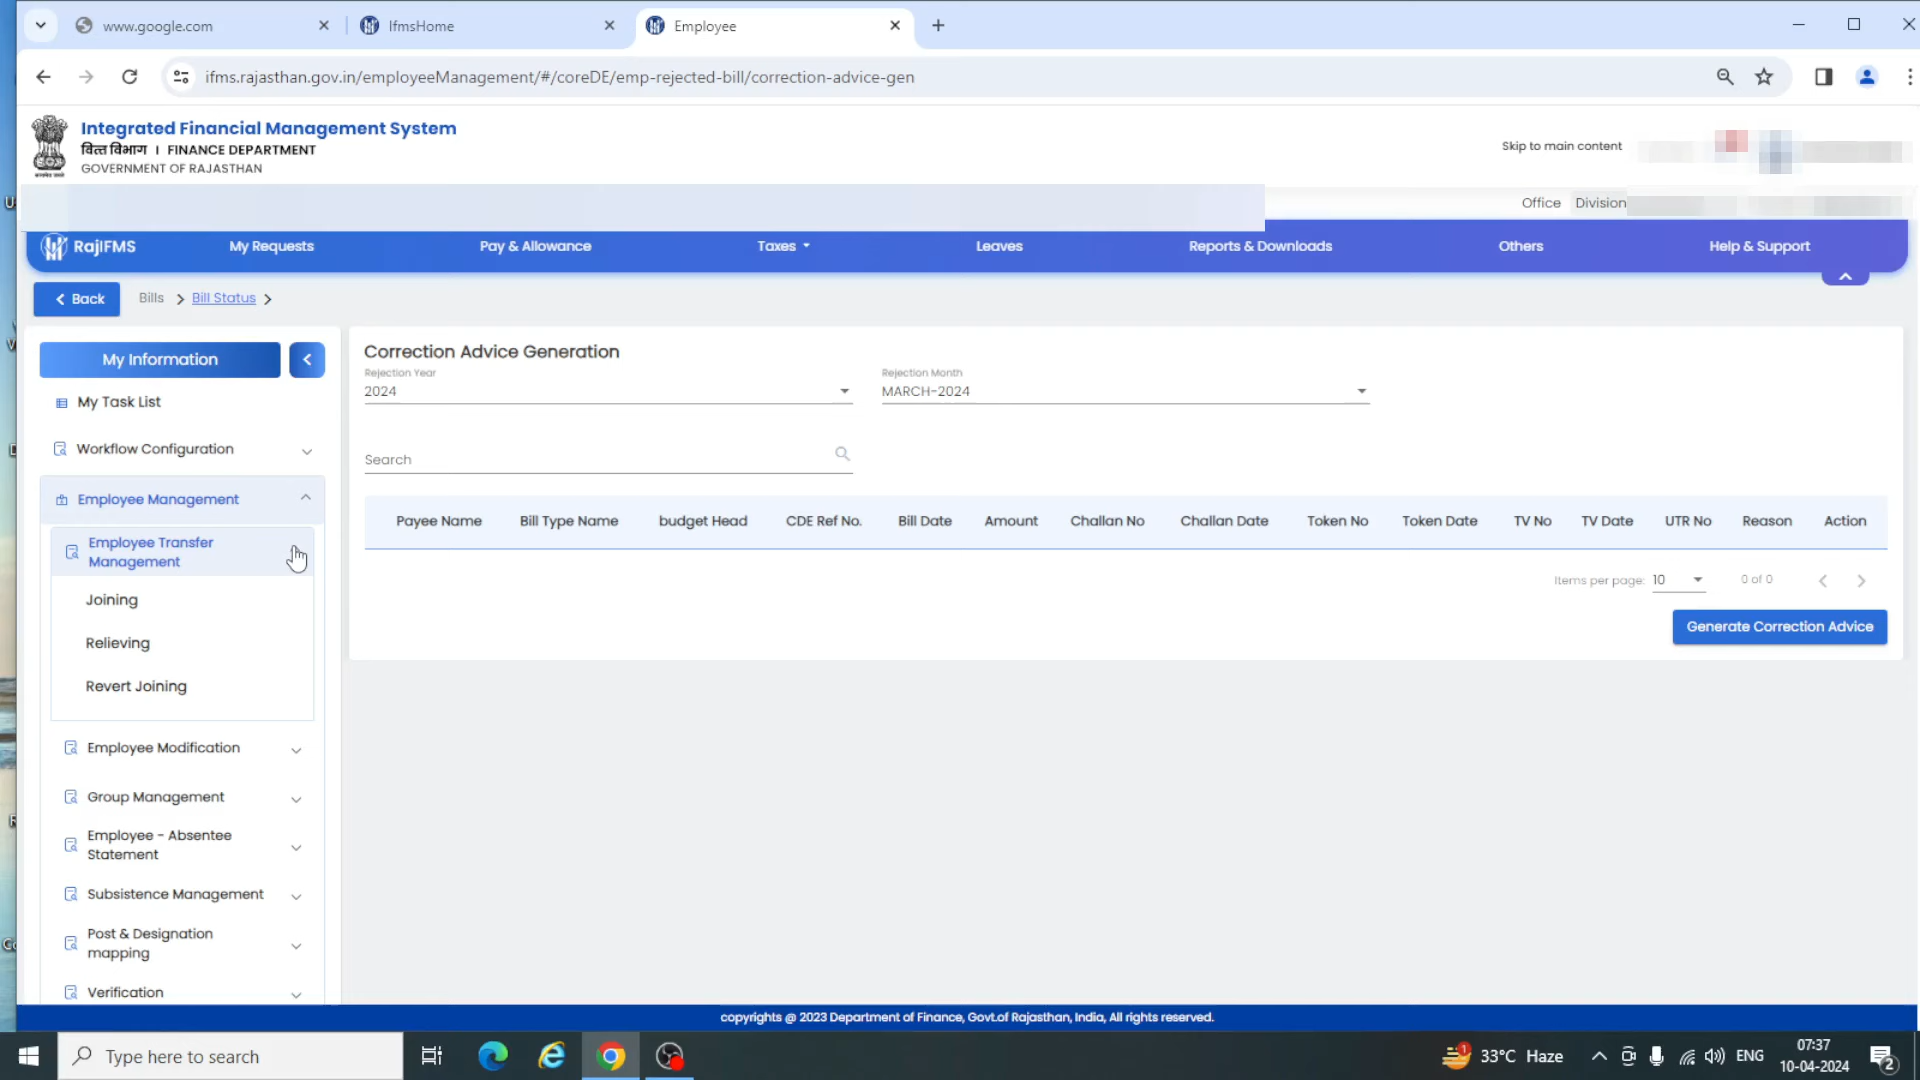 www.google.com
IfmsHome
Employee
ifms.rajasthan.gov.in/employeeManagement/#/coreDE/emp-rejected-bill/correction-advice-gen
Integrated Financial Management System
वित्त विभाग | FINANCE DEPARTMENT
GOVERNMENT OF RAJASTHAN
Skip to main content
Office Division
RajIFMS My Requests Pay & Allowance Taxes Leaves Reports & Downloads Others Help & Support
Back Bills Bill Status
My Information
My Task List
Workflow Configuration
Employee Management
Employee Transfer
Management
Joining
Relieving
Revert Joining
Employee Modification
Group Management
Employee - Absentee
Statement
Subsistence Management
Post & Designation
mapping
Verification
Correction Advice Generation
Rejection Year Rejection Month
2024 MARCH-2024
Search
Payee Name Bill Type Name budget Head CDE Ref No. Bill Date Amount Challan No Challan Date Token No Token Date TV No TV Date UTR No Reason Action
Items per page: 10 0 of 0
Generate Correction Advice
copyrights @ 2023 Department of Finance, Govt.of Rajasthan, India, All rights reserved.
Type here to search
1 33°C Haze ENG
07:37
10-04-2024
2